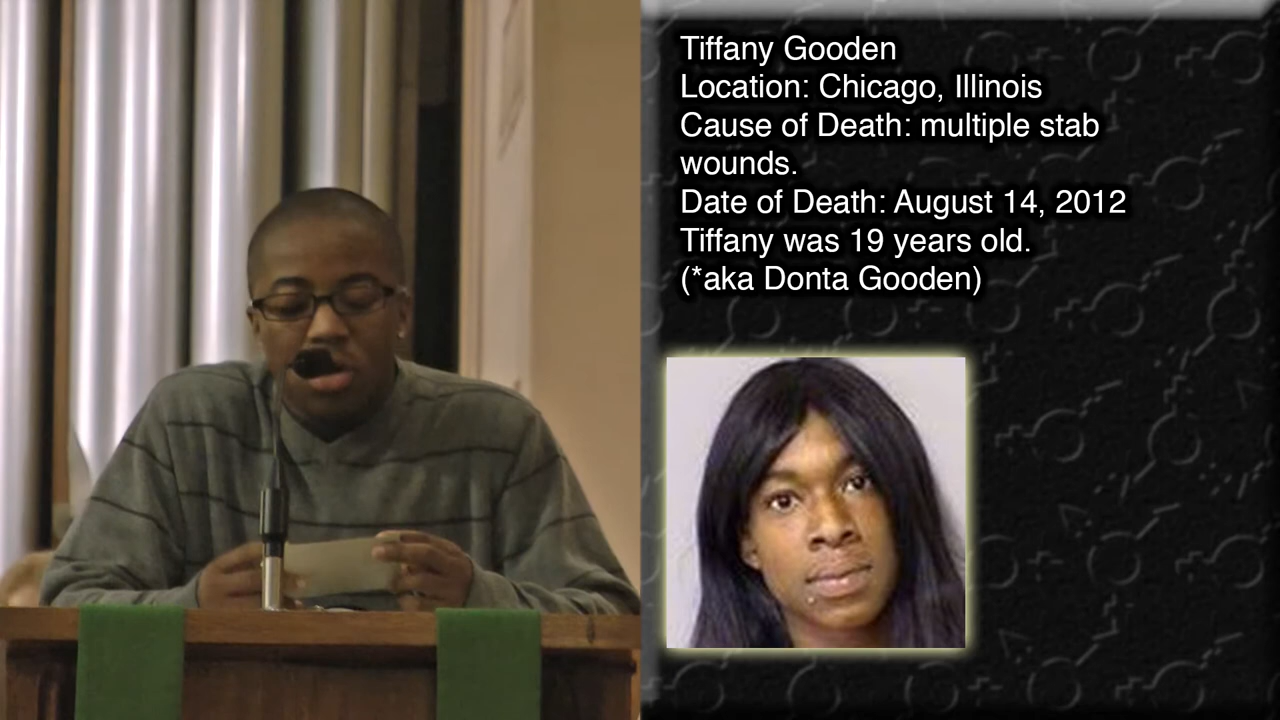 Tiffany Gooden
Location: Chicago, Illinois
Cause of Death: multiple stab
wounds.
Date of Death: August 14, 2012
Tiffany was 19 years old.
(*aka Donta Gooden)